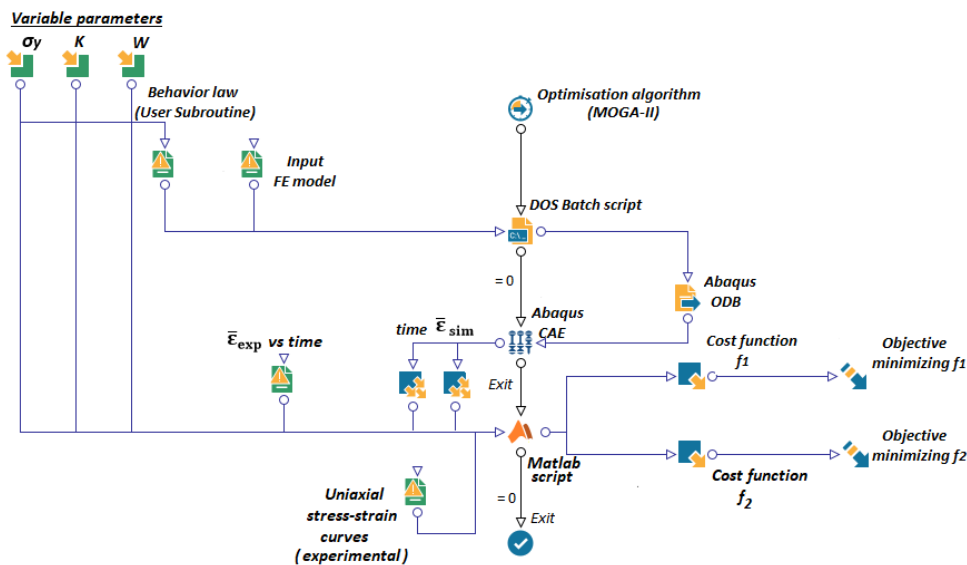 Variable parameters
σy K W
Behavior law
(User Subroutine)
Optimisation algorithm
(MOGA-II)
Input
FE model
DOS Batch script
C:\...
= 0
Abaqus
ODB
Abaqus
CAE
time ε̅sim
ε̅exp vs time
Cost function
f1
Objective
minimizing f1
Exit
Matlab
script
Cost function
f2
Objective
minimizing f2
Uniaxial
stress-strain
curves
(experimental)
= 0
Exit